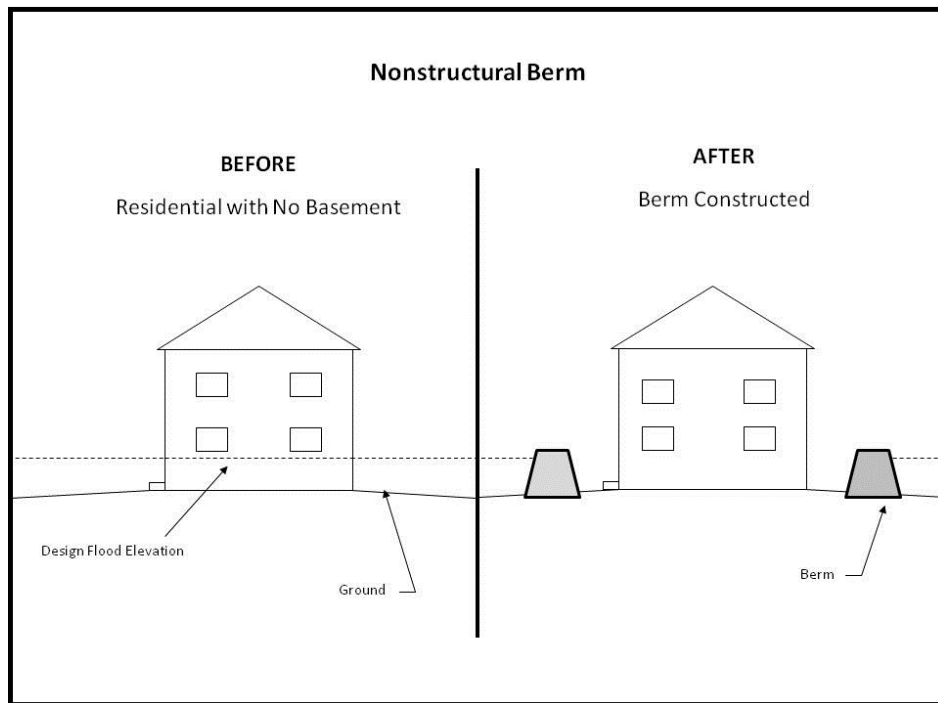 Nonstructural Berm
BEFORE
Residential with No Basement
Design Flood Elevation
Ground
AFTER
Berm Constructed
Berm